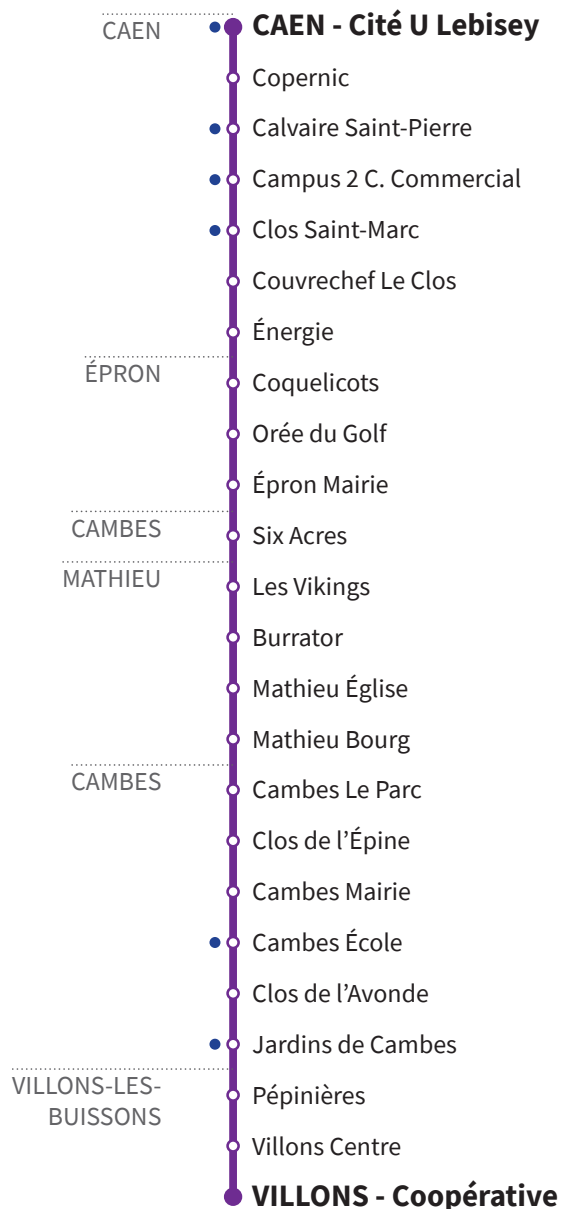 CAEN
CAEN - Cité U Lebisey
Copernic
Calvaire Saint-Pierre
Campus 2 C. Commercial
Clos Saint-Marc
Couvrechef Le Clos
Énergie
ÉPRON
Coquelicots
Orée du Golf
Épron Mairie
CAMBES
Six Acres
MATHIEU
Les Vikings
Burrator
Mathieu Église
Mathieu Bourg
CAMBES
Cambes Le Parc
Clos de l’Épine
Cambes Mairie
Cambes École
Clos de l’Avonde
Jardins de Cambes
VILLONS-LES-
BUISSONS
Pépinières
Villons Centre
VILLONS - Coopérative